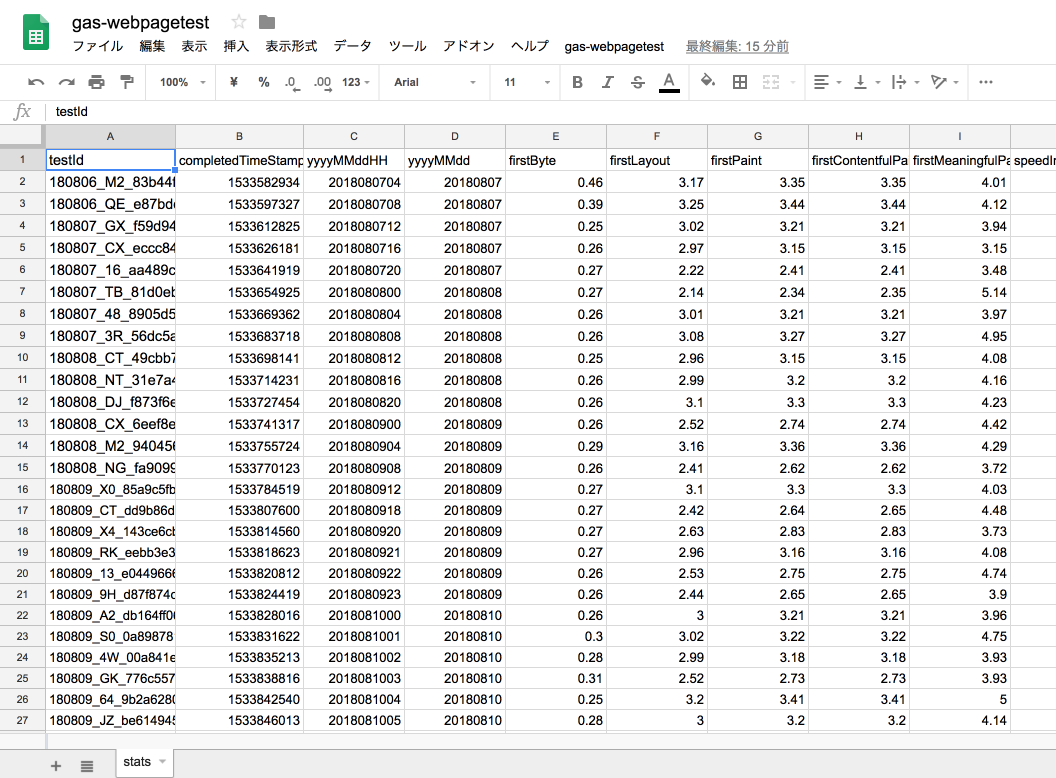 gas-webpagetest
ファイル 編集 表示 挿入 表示形式 データ ツール アドオン ヘルプ gas-webpagetest 最終編集: 15 分前
100% ¥ % .0 .00 123 Arial 11 B I S A
fx testId
A B C D E F G H I
1 testId completedTimeStamp yyyyMMddHH yyyyMMdd firstByte firstLayout firstPaint firstContentfulPa firstMeaningfulPa speedIn
2 180806_M2_83b44f 1533582934 2018080704 20180807 0.46 3.17 3.35 3.35 4.01
3 180806_QE_e87bd 1533597327 2018080708 20180807 0.39 3.25 3.44 3.44 4.12
4 180807_GX_f59d94 1533612825 2018080712 20180807 0.25 3.02 3.21 3.21 3.94
5 180807_CX_eccc84 1533626181 2018080716 20180807 0.26 2.97 3.15 3.15 3.15
6 180807_16_aa489c 1533641919 2018080720 20180807 0.27 2.22 2.41 2.41 3.48
7 180807_TB_81d0eb 1533654925 2018080800 20180808 0.27 2.14 2.34 2.35 5.14
8 180807_48_8905d5 1533669362 2018080804 20180808 0.26 3.01 3.21 3.21 3.97
9 180807_3R_56dc5a 1533683718 2018080808 20180808 0.26 3.08 3.27 3.27 4.95
10 180808_CT_49cbb7 1533698141 2018080812 20180808 0.25 2.96 3.15 3.15 4.08
11 180808_NT_31e7a4 1533714231 2018080816 20180808 0.26 2.99 3.2 3.2 4.16
12 180808_DJ_f873f6e 1533727454 2018080820 20180808 0.26 3.1 3.3 3.3 4.23
13 180808_CX_6eef8e 1533741317 2018080900 20180809 0.26 2.52 2.74 2.74 4.42
14 180808_M2_940456 1533755724 2018080904 20180809 0.29 3.16 3.36 3.36 4.29
15 180808_NG_fa9099 1533770123 2018080908 20180809 0.26 2.41 2.62 2.62 3.72
16 180809_X0_85a9c5fb 1533784519 2018080912 20180809 0.27 3.1 3.3 3.3 4.03
17 180809_CT_dd9b86d 1533807600 2018080918 20180809 0.27 2.42 2.64 2.65 4.48
18 180809_X4_143ce6cb 1533814560 2018080920 20180809 0.27 2.63 2.83 2.83 3.73
19 180809_RK_eebb3e3 1533818623 2018080921 20180809 0.27 2.96 3.16 3.16 4.08
20 180809_13_e0449666 1533820812 2018080922 20180809 0.26 2.53 2.75 2.75 4.74
21 180809_9H_d87f874c 1533824419 2018080923 20180809 0.26 2.44 2.65 2.65 3.9
22 180809_A2_db164ff0 1533828016 2018081000 20180810 0.26 3 3.21 3.21 3.96
23 180809_S0_0a89878 1533831622 2018081001 20180810 0.3 3.02 3.22 3.22 4.75
24 180809_4W_00a841e 1533835213 2018081002 20180810 0.28 2.99 3.18 3.18 3.93
25 180809_GK_776c557 1533838816 2018081003 20180810 0.31 2.52 2.73 2.73 3.93
26 180809_64_9b2a6280 1533842540 2018081004 20180810 0.25 3.2 3.41 3.41 5
27 180809_JZ_be614945 1533846013 2018081005 20180810 0.28 3 3.2 3.2 4.14
stats